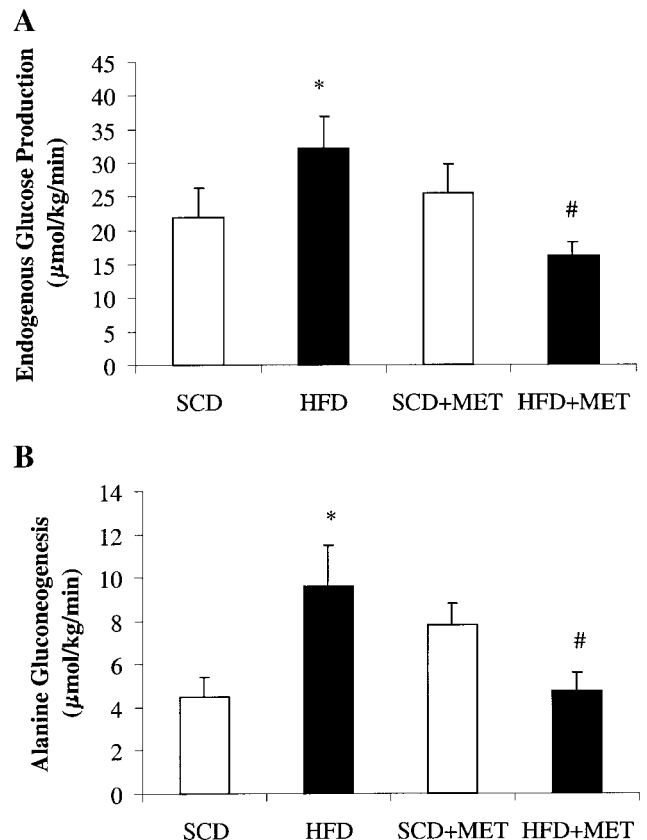 A
Endogenous Glucose Production
(μmol/kg/min)
45
40
35
30
25
20
15
10
5
0
*
#
SCD HFD SCD+MET HFD+MET
B
Alanine Gluconeogenesis
(μmol/kg/min)
14
12
10
8
6
4
2
0
*
#
SCD HFD SCD+MET HFD+MET